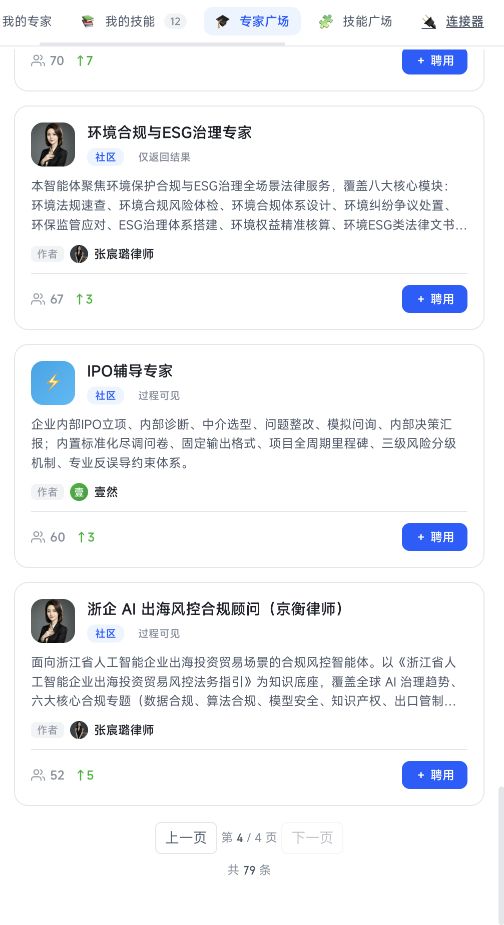 我的专家 我的技能 12 专家广场 技能广场 连接器
70 ↑7 + 聘用
环境合规与ESG治理专家
社区 仅返回结果
本智能体聚焦环境保护合规与ESG治理全场景法律服务，覆盖八大核心模块：
环境法规速查、环境合规风险体检、环境合规体系设计、环境纠纷争议处置、
环保监管应对、ESG治理体系搭建、环境权益精准核算、环境ESG类法律文书...
作者 张宸璐律师
67 ↑3 + 聘用
IPO辅导专家
社区 过程可见
企业内部IPO立项、内部诊断、中介选型、问题整改、模拟问询、内部决策汇
报；内置标准化尽调问卷、固定输出格式、项目全周期里程碑、三级风险分级
机制、专业反误导约束体系。
作者 壹 壹然
60 ↑3 + 聘用
浙企 AI 出海风控合规顾问（京衡律师）
社区 过程可见
面向浙江省人工智能企业出海投资贸易场景的合规风控智能体。以《浙江省人
工智能企业出海投资贸易风控法务指引》为知识底座，覆盖全球 AI 治理趋势、
六大核心合规专题（数据合规、算法合规、模型安全、知识产权、出口管制...
作者 张宸璐律师
52 ↑5 + 聘用
上一页 第 4 / 4 页 下一页
共 79 条